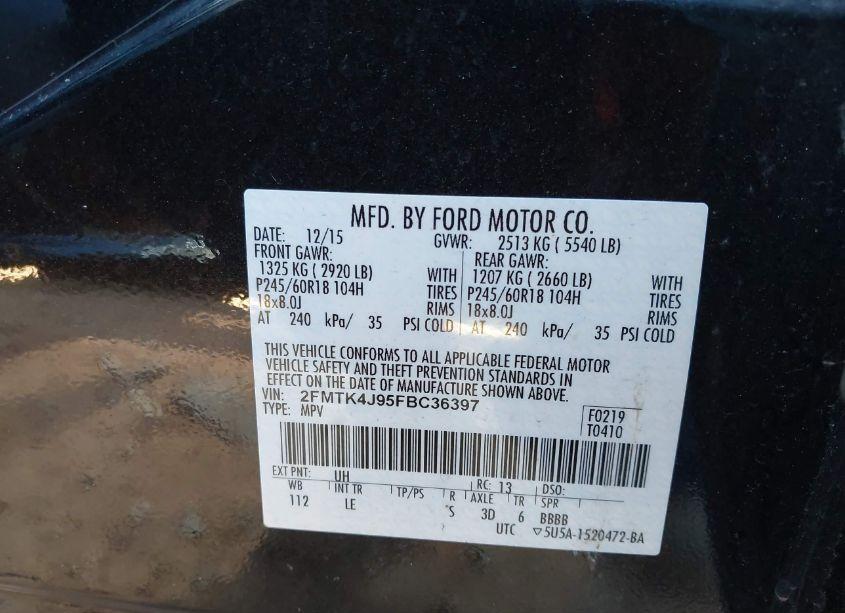 MFD. BY FORD MOTOR CO.
DATE: 12/15 GVWR: 2513 KG ( 5540 LB)
FRONT GAWR: REAR GAWR:
1325 KG ( 2920 LB) WITH 1207 KG ( 2660 LB) WITH
P245/60R18 104H TIRES P245/60R18 104H TIRES
18x8.0J RIMS 18x8.0J RIMS
AT 240 kPa/ 35 PSI COLD AT 240 kPa/ 35 PSI COLD
THIS VEHICLE CONFORMS TO ALL APPLICABLE FEDERAL MOTOR
VEHICLE SAFETY AND THEFT PREVENTION STANDARDS IN
EFFECT ON THE DATE OF MANUFACTURE SHOWN ABOVE.
VIN: 2FMTK4J95FBC36397
TYPE: MPV
F0219
T0410
EXT PNT: UH RC: 13 DSO:
WB INT TR TP/PS R AXLE TR SPR
112 LE S 3D 6 BBBB
UTC ▽5U5A-1520472-BA